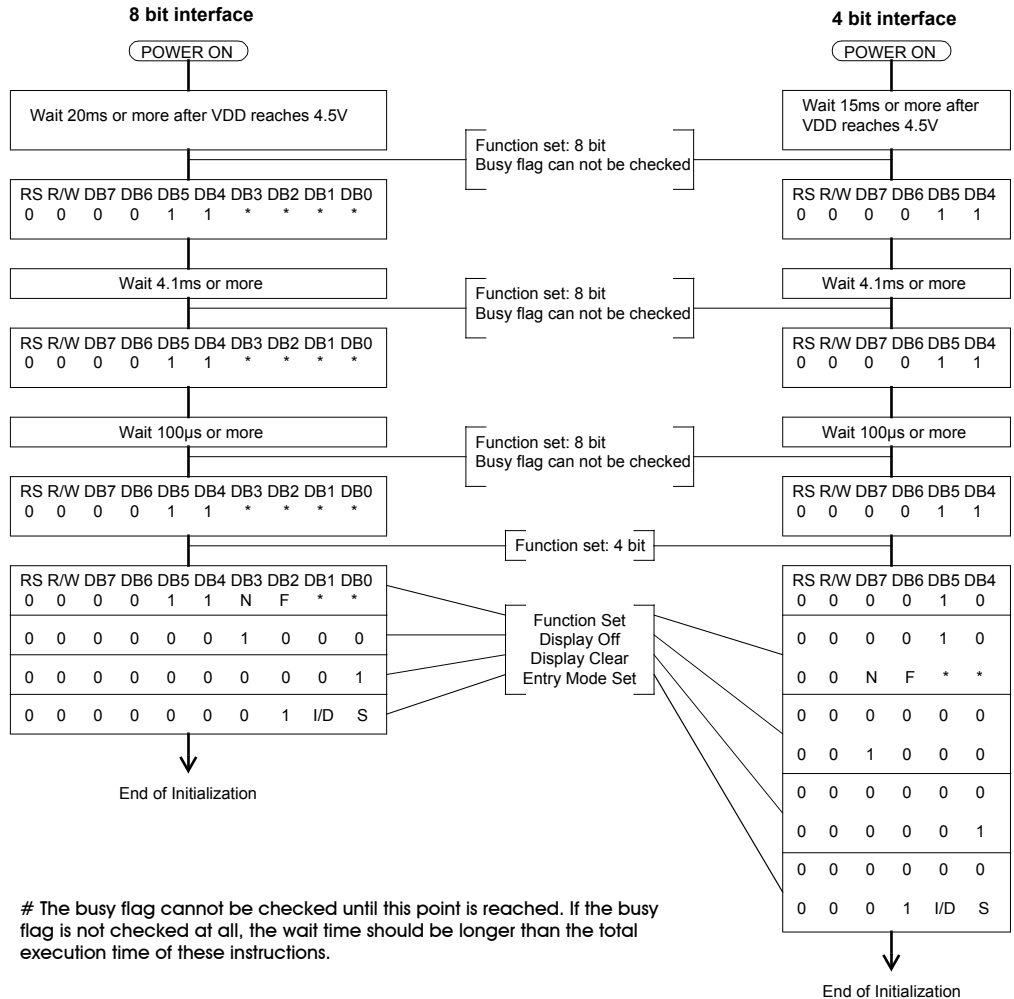 8 bit interface
POWER ON
Wait 20ms or more after VDD reaches 4.5V
RS R/W DB7 DB6 DB5 DB4 DB3 DB2 DB1 DB0
0 0 0 0 1 1 * * * *
Wait 4.1ms or more
RS R/W DB7 DB6 DB5 DB4 DB3 DB2 DB1 DB0
0 0 0 0 1 1 * * * *
Wait 100µs or more
RS R/W DB7 DB6 DB5 DB4 DB3 DB2 DB1 DB0
0 0 0 0 1 1 * * * *
RS R/W DB7 DB6 DB5 DB4 DB3 DB2 DB1 DB0
0 0 0 0 1 1 N F * *
0 0 0 0 0 0 1 0 0 0
0 0 0 0 0 0 0 0 0 1
0 0 0 0 0 0 0 1 I/D S
End of Initialization
Function set: 8 bit
Busy flag can not be checked
Function set: 8 bit
Busy flag can not be checked
Function set: 8 bit
Busy flag can not be checked
Function set: 4 bit
Function Set
Display Off
Display Clear
Entry Mode Set
4 bit interface
POWER ON
Wait 15ms or more after
VDD reaches 4.5V
RS R/W DB7 DB6 DB5 DB4
0 0 0 0 1 1
Wait 4.1ms or more
RS R/W DB7 DB6 DB5 DB4
0 0 0 0 1 1
Wait 100µs or more
RS R/W DB7 DB6 DB5 DB4
0 0 0 0 1 1
RS R/W DB7 DB6 DB5 DB4
0 0 0 0 1 0
0 0 0 0 1 0
0 0 N F * *
0 0 0 0 0 0
0 0 1 0 0 0
0 0 0 0 0 0
0 0 0 0 0 1
0 0 0 0 0 0
0 0 0 1 I/D S
End of Initialization
# The busy flag cannot be checked until this point is reached. If the busy
flag is not checked at all, the wait time should be longer than the total
execution time of these instructions.